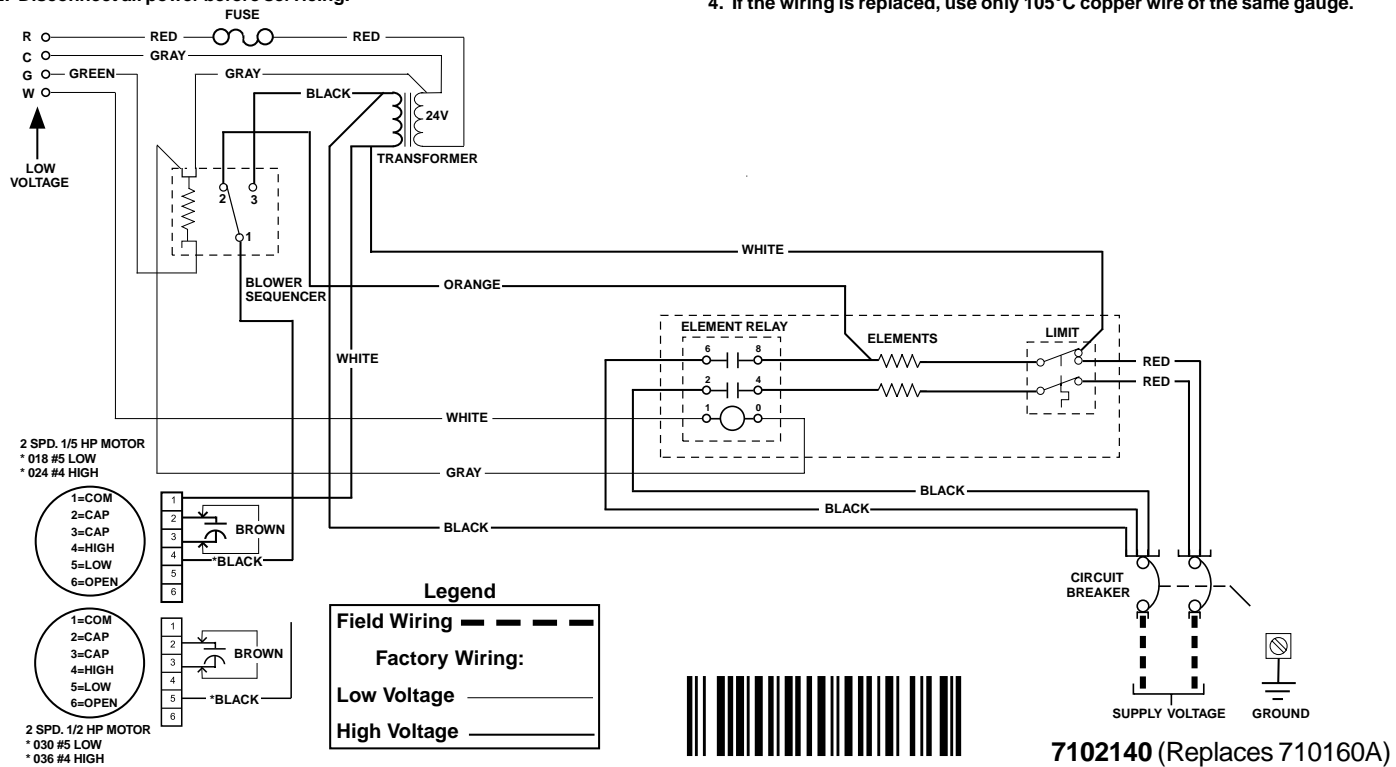 2. Disconnect all power before servicing.
4. If the wiring is replaced, use only 105°C copper wire of the same gauge.
FUSE
R RED RED
C GRAY
G GREEN GRAY
W BLACK
24V
LOW
VOLTAGE
TRANSFORMER
2 3
1
BLOWER
SEQUENCER
WHITE
ORANGE
WHITE
ELEMENT RELAY
ELEMENTS
LIMIT
6 8
2 4
1 0
RED
RED
WHITE
GRAY
BLACK
BLACK
BLACK
2 SPD. 1/5 HP MOTOR
* 018 #5 LOW
* 024 #4 HIGH
1=COM
2=CAP
3=CAP
4=HIGH
5=LOW
6=OPEN
1
2
3
4
5
6
BROWN
*BLACK
1=COM
2=CAP
3=CAP
4=HIGH
5=LOW
6=OPEN
1
2
3
4
5
6
BROWN
*BLACK
2 SPD. 1/2 HP MOTOR
* 030 #5 LOW
* 036 #4 HIGH
Legend
Field Wiring
Factory Wiring:
Low Voltage
High Voltage
CIRCUIT
BREAKER
SUPPLY VOLTAGE
GROUND
7102140 (Replaces 710160A)